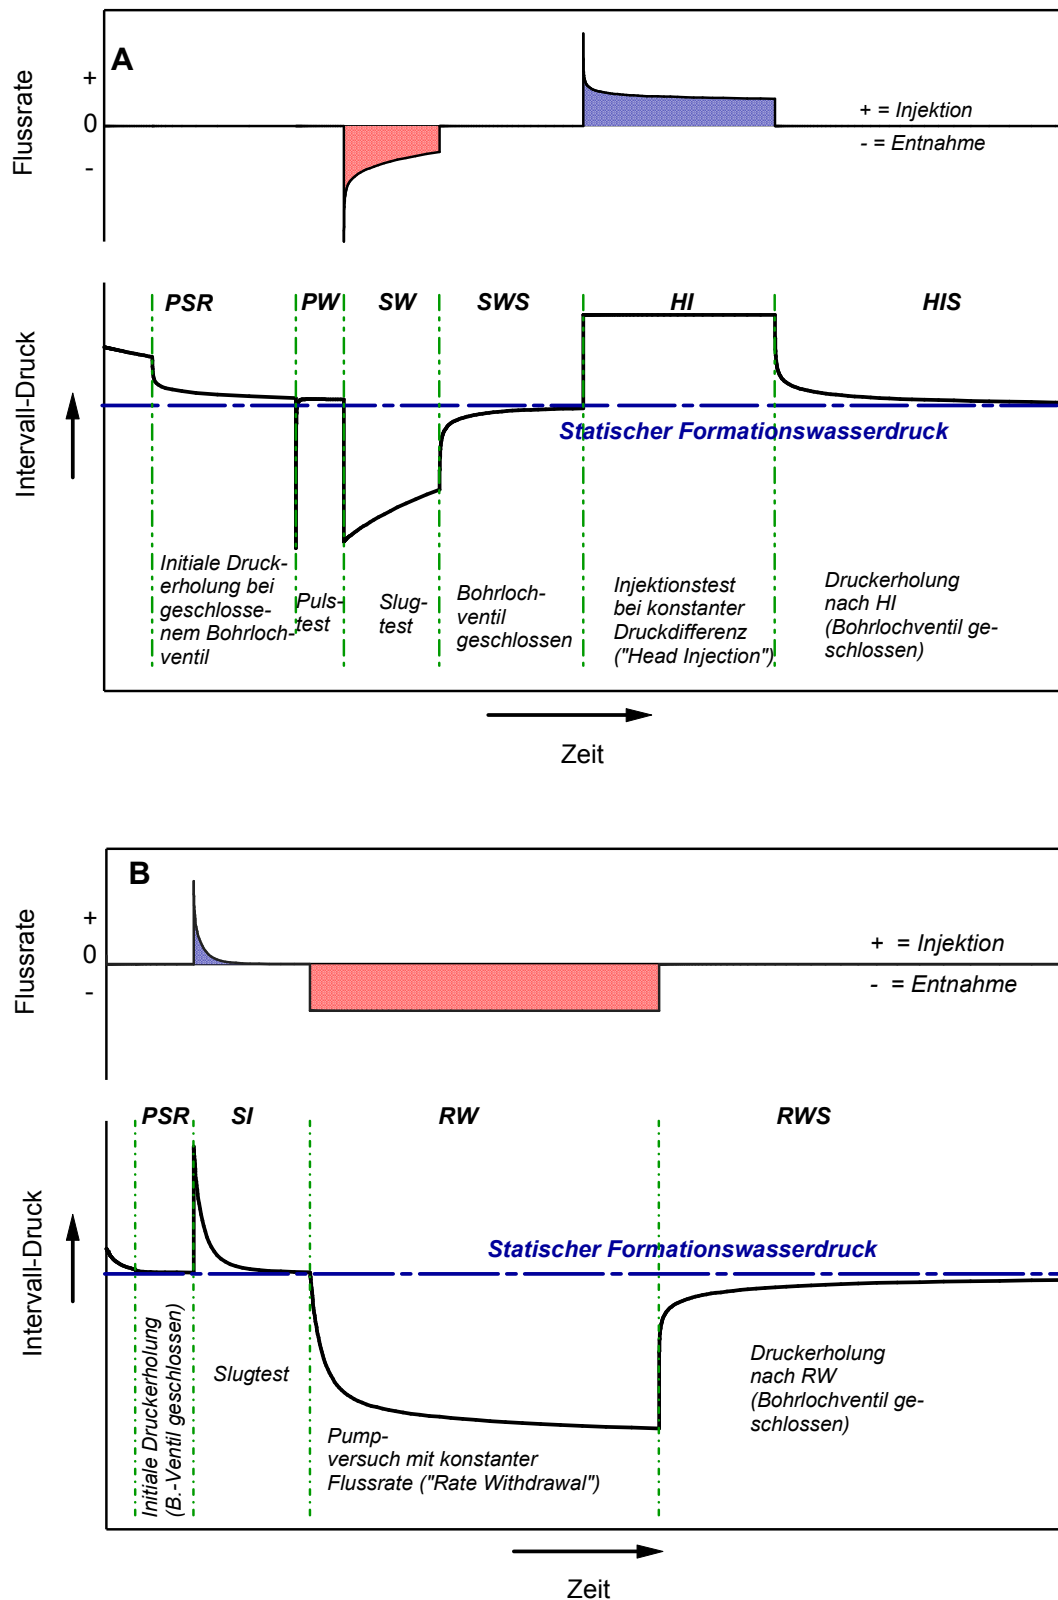 A
Flussrate
+
0
-
+ = Injektion
- = Entnahme
PSR
PW
SW
SWS
HI
HIS
Intervall-Druck
Statischer Formationswasserdruck
Initiale Druck-
erholung bei
geschlosse-
nem Bohrloch-
ventil
Puls-
test
Slug-
test
Bohrloch-
ventil
geschlossen
Injektionstest
bei konstanter
Druckdifferenz
("Head Injection")
Druckerholung
nach HI
(Bohrlochventil ge-
schlossen)
Zeit
B
Flussrate
+
0
-
+ = Injektion
- = Entnahme
PSR
SI
RW
RWS
Intervall-Druck
Statischer Formationswasserdruck
Initiale Druckerholung
(B.-Ventil geschlossen)
Slugtest
Pump-
versuch mit konstanter
Flussrate ("Rate Withdrawal")
Druckerholung
nach RW
(Bohrlochventil ge-
schlossen)
Zeit